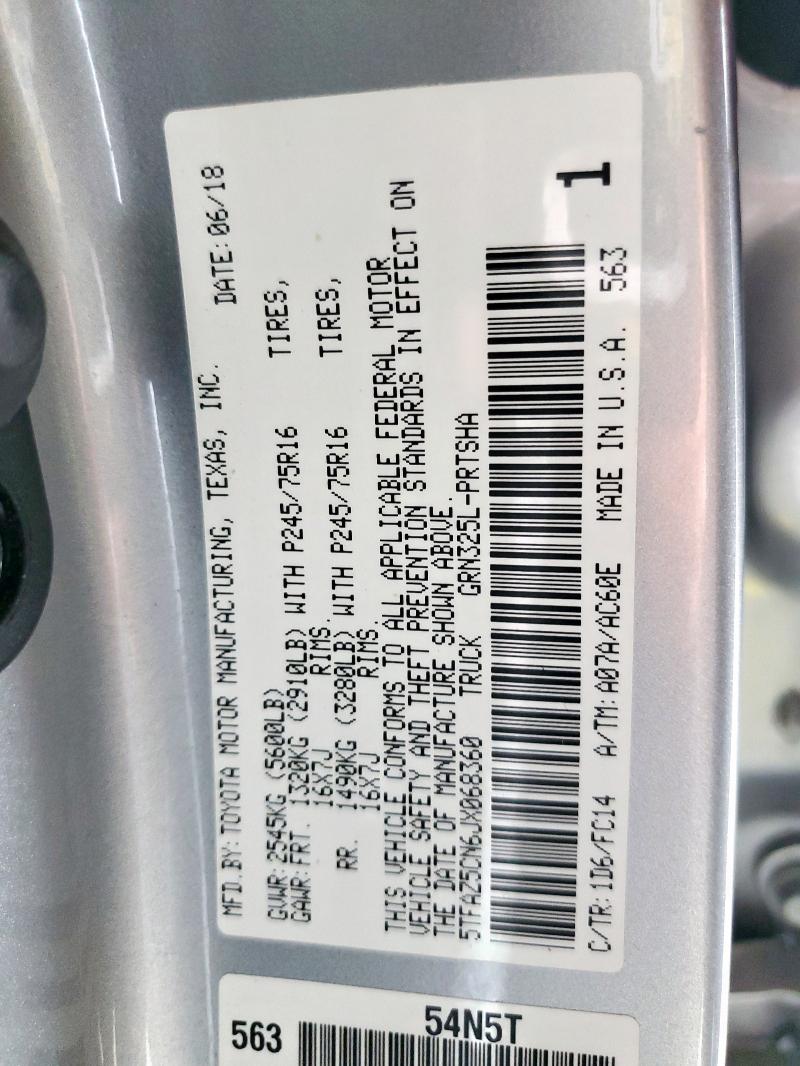 MFD.BY:TOYOTA MOTOR MANUFACTURING, TEXAS, INC. DATE:06/18
GVWR:2545KG (5600LB)
GAWR:FRT. 1320KG (2910LB) WITH P245/75R16 TIRES,
16X7J RIMS.
RR. 1490KG (3280LB) WITH P245/75R16 TIRES,
16X7J RIMS.
THIS VEHICLE CONFORMS TO ALL APPLICABLE FEDERAL MOTOR
VEHICLE SAFETY AND THEFT PREVENTION STANDARDS IN EFFECT ON
THE DATE OF MANUFACTURE SHOWN ABOVE.
5TFAZ5CN6JX068360 TRUCK GRN325L-PRTSHA
1
C/TR:1D6/FC14 A/TM:A07A/AC60E MADE IN U.S.A. 563
54N5T
563